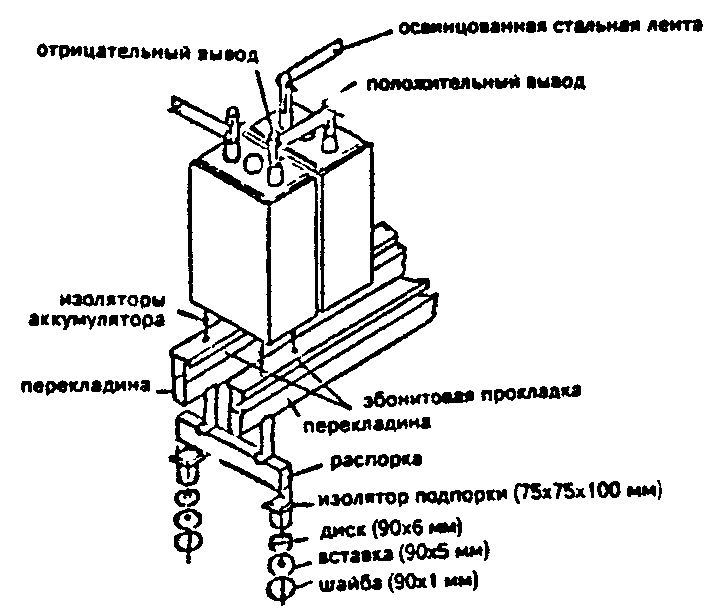 освинцованная стальная лента
отрицательный вывод
положительный вывод
изоляторы
аккумулятора
перекладина
эбонитовая прокладка
перекладина
распорка
изолятор подпорки (75x75x100 мм)
диск (90x6 мм)
вставка (90x5 мм)
шайба (90x1 мм)